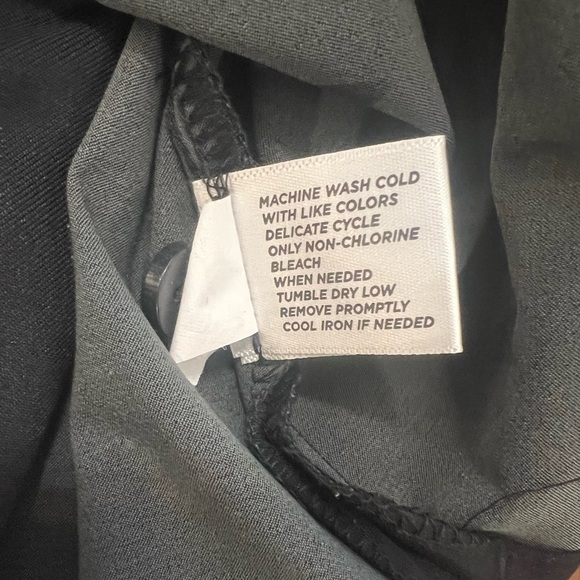 MACHINE WASH COLD
WITH LIKE COLORS
DELICATE CYCLE
ONLY NON-CHLORINE
BLEACH
WHEN NEEDED
TUMBLE DRY LOW
REMOVE PROMPTLY
COOL IRON IF NEEDED